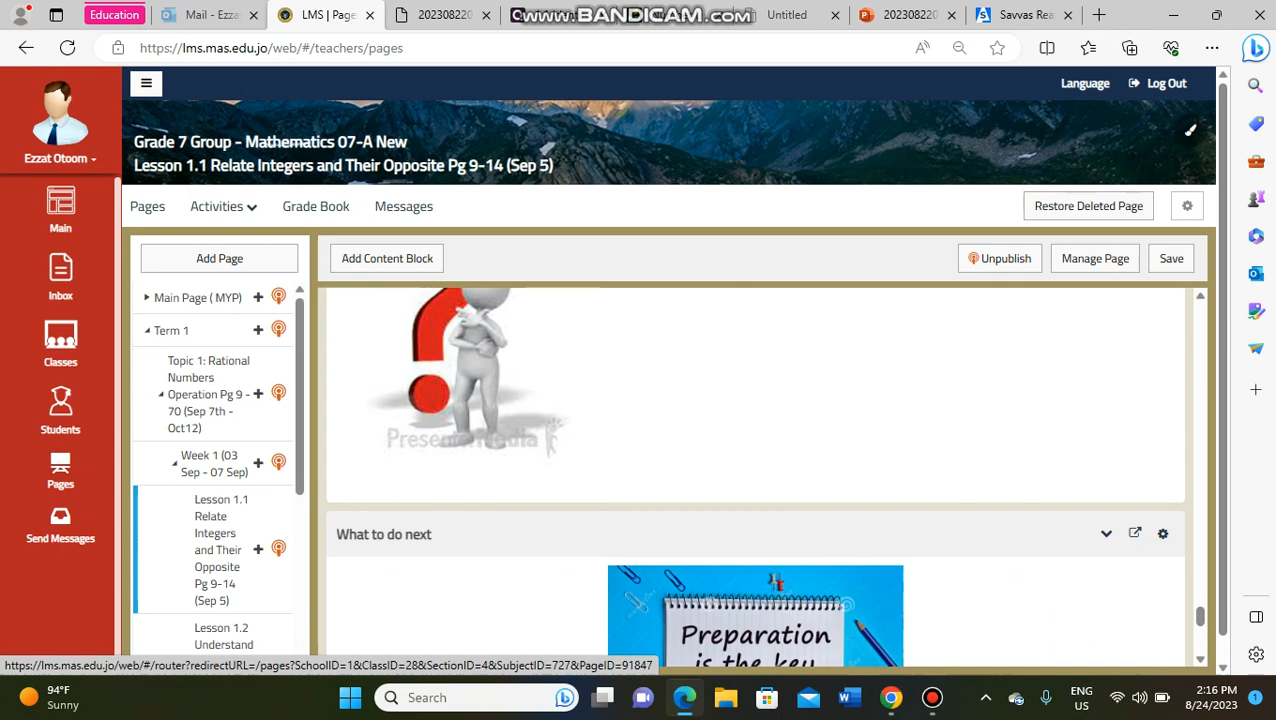 Education
Mail - Ezza
LMS | Page
202308220
Untitled
202308220
Savvas Rea
www.BANDICAM.com
https://lms.mas.edu.jo/web/#/teachers/pages
Language
Log Out
Ezzat Otoom
Grade 7 Group - Mathematics 07-A New
Lesson 1.1 Relate Integers and Their Opposite Pg 9-14 (Sep 5)
Pages
Activities
Grade Book
Messages
Restore Deleted Page
Main
Inbox
Classes
Students
Pages
Send Messages
Add Page
Add Content Block
Unpublish
Manage Page
Save
Main Page ( MYP)
Term 1
Topic 1: Rational
Numbers
Operation Pg 9 -
70 (Sep 7th -
Oct12)
Week 1 (03
Sep - 07 Sep)
Lesson 1.1
Relate
Integers
and Their
Opposite
Pg 9-14
(Sep 5)
Lesson 1.2
Understand
PresenterMedia
What to do next
Preparation
is the key
https://lms.mas.edu.jo/web/#/router?redirectURL=/pages?SchoolID=1&ClassID=28&SectionID=4&SubjectID=727&PageID=91847
94°F
Sunny
Search
ENG
US
2:16 PM
8/24/2023
1